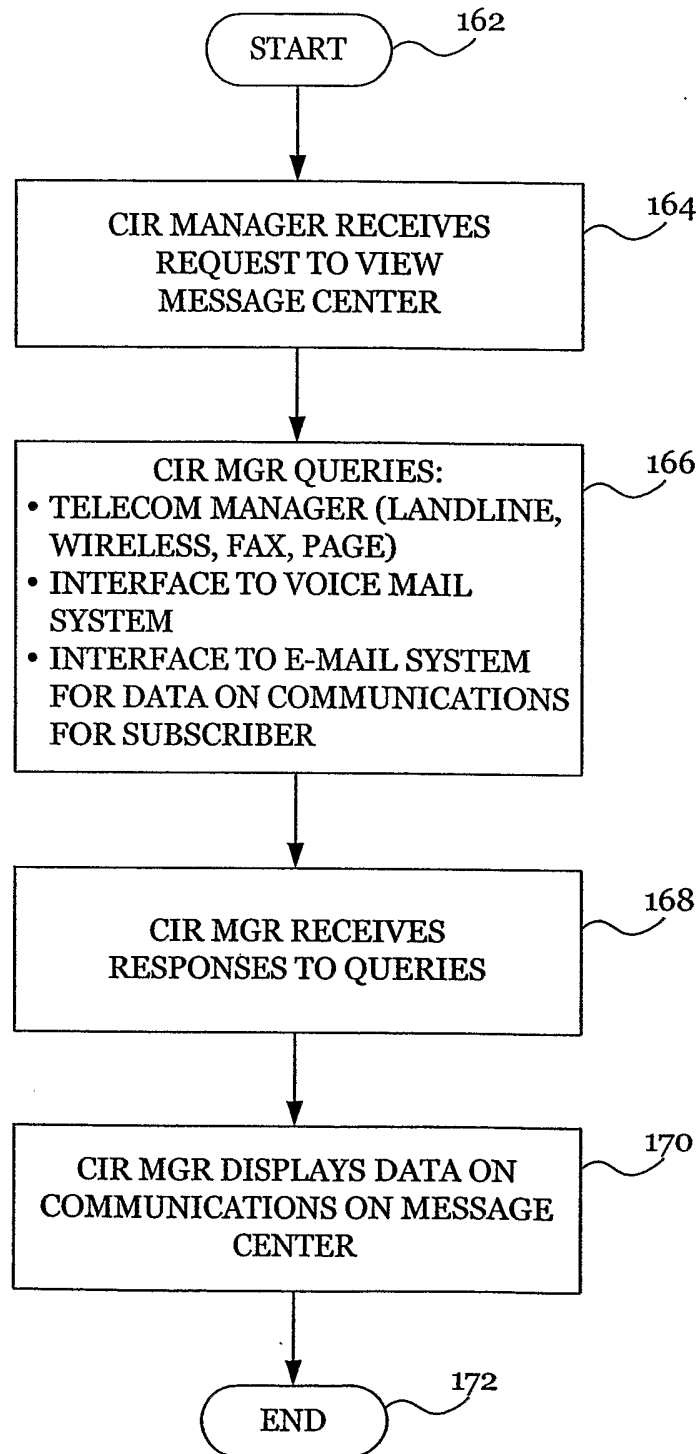 START
162
CIR MANAGER RECEIVES
REQUEST TO VIEW
MESSAGE CENTER
164
CIR MGR QUERIES:
• TELECOM MANAGER (LANDLINE,
WIRELESS, FAX, PAGE)
• INTERFACE TO VOICE MAIL
SYSTEM
• INTERFACE TO E-MAIL SYSTEM
FOR DATA ON COMMUNICATIONS
FOR SUBSCRIBER
166
CIR MGR RECEIVES
RESPONSES TO QUERIES
168
CIR MGR DISPLAYS DATA ON
COMMUNICATIONS ON MESSAGE
CENTER
170
END
172